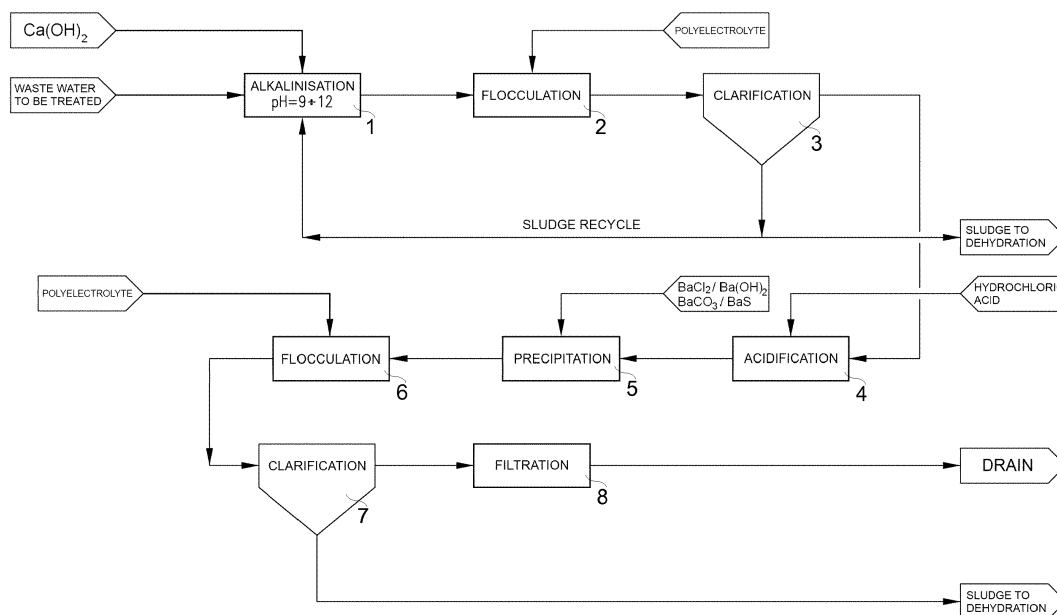 Ca(OH)2
WASTE WATER
TO BE TREATED
ALKALINISATION
pH=9÷12
1
POLYELECTROLYTE
FLOCCULATION
2
CLARIFICATION
3
SLUDGE RECYCLE
SLUDGE TO
DEHYDRATION
POLYELECTROLYTE
BaCl2/ Ba(OH)2
BaCO3/ BaS
HYDROCHLORIC
ACID
FLOCCULATION
6
PRECIPITATION
5
ACIDIFICATION
4
CLARIFICATION
7
FILTRATION
8
DRAIN
SLUDGE TO
DEHYDRATION